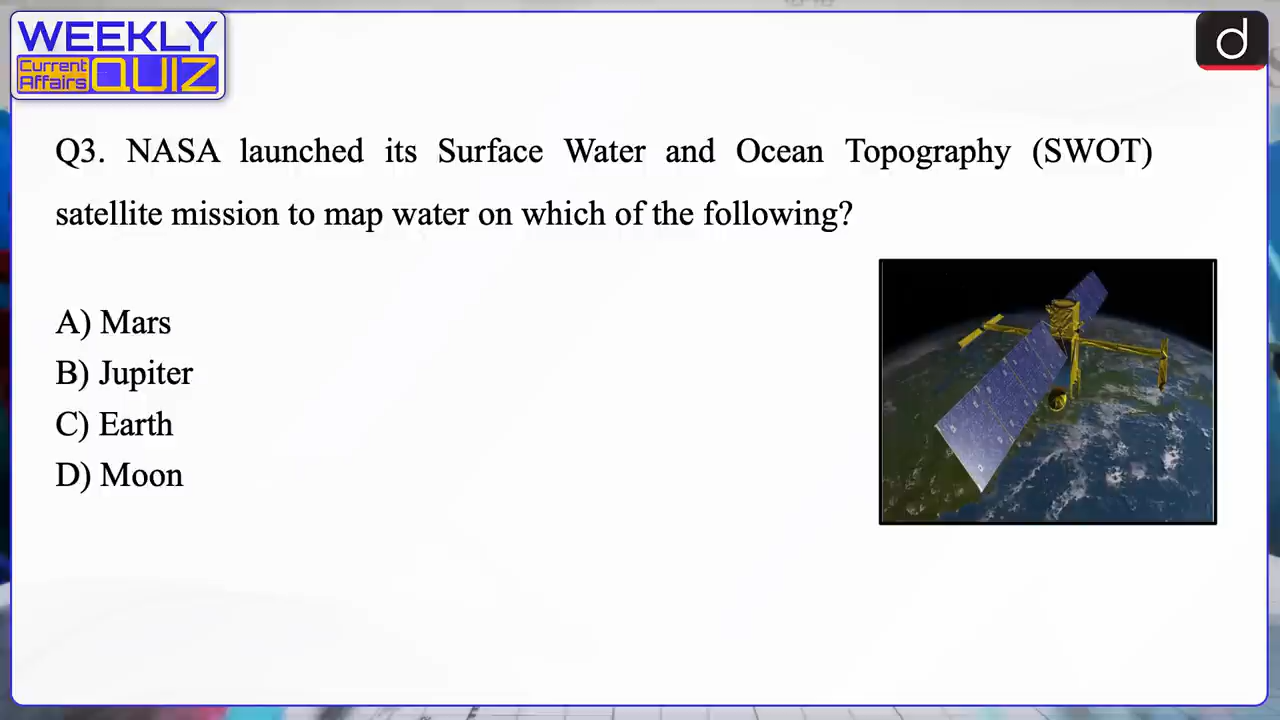 WEEKLY
Current
Affairs
QUIZ
d
Q3. NASA launched its Surface Water and Ocean Topography (SWOT)
satellite mission to map water on which of the following?
A) Mars
B) Jupiter
C) Earth
D) Moon